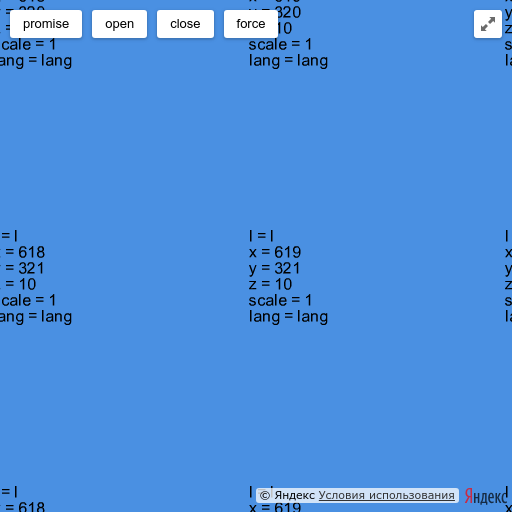 promise open close force
= 320
y = 320
10
scale = 1
scale = 1
lang = lang
lang = lang
= l
= 618
= 321
= 10
scale = 1
lang = lang
l = l
x = 619
y = 321
z = 10
scale = 1
lang = lang
= l
= 618
x = 619
© Яндекс Условия использования
Яндекс